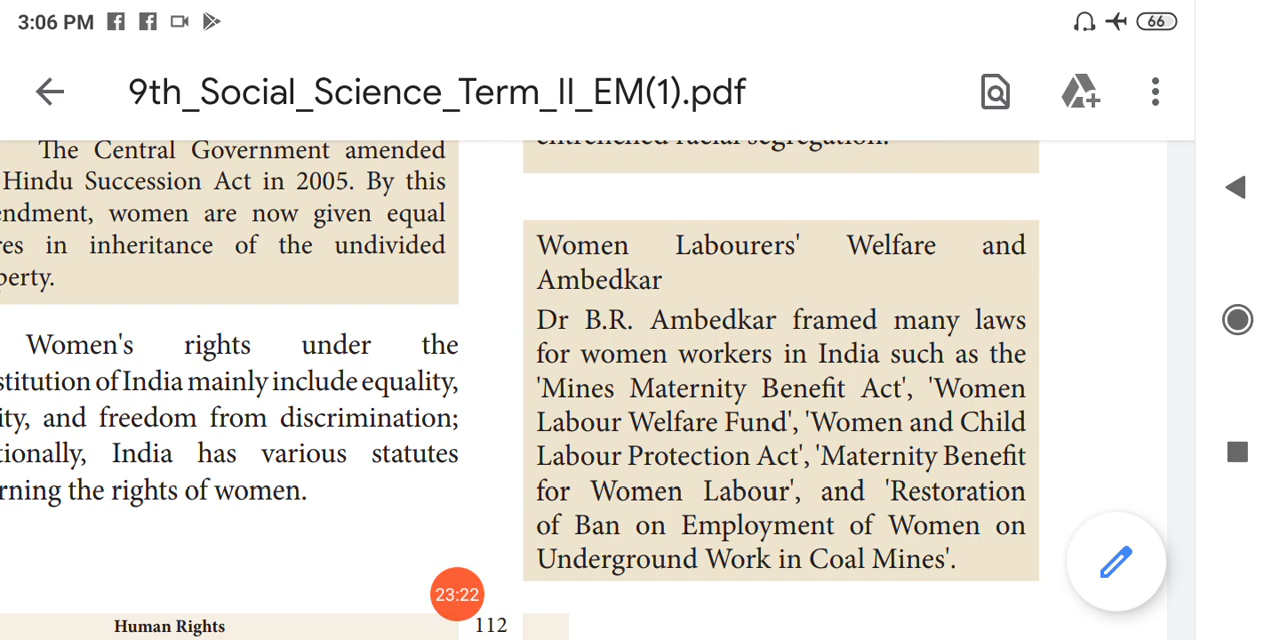 3:06 PM
66
9th_Social_Science_Term_II_EM(1).pdf
The Central Government amended
Hindu Succession Act in 2005. By this
endment, women are now given equal
res in inheritance of the undivided
perty.
Women's rights under the
stitution of India mainly include equality,
ity, and freedom from discrimination;
tionally, India has various statutes
rning the rights of women.
entrenched racial segregation.
Women Labourers' Welfare and
Ambedkar
Dr B.R. Ambedkar framed many laws
for women workers in India such as the
'Mines Maternity Benefit Act', 'Women
Labour Welfare Fund', 'Women and Child
Labour Protection Act', 'Maternity Benefit
for Women Labour', and 'Restoration
of Ban on Employment of Women on
Underground Work in Coal Mines'.
23:22
Human Rights
112